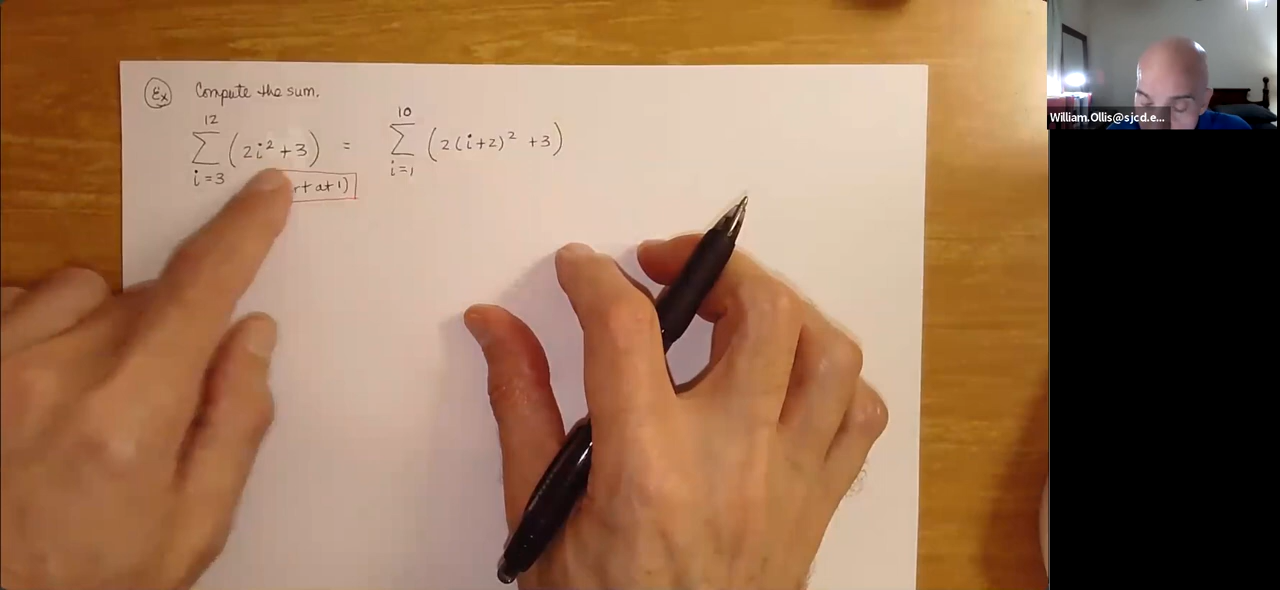 Ex Compute the sum.
12 10
∑ (2i² +3) = ∑ (2(i+2)² +3)
i=3 i=1
at 1)
William.Ollis@sjcd.e...